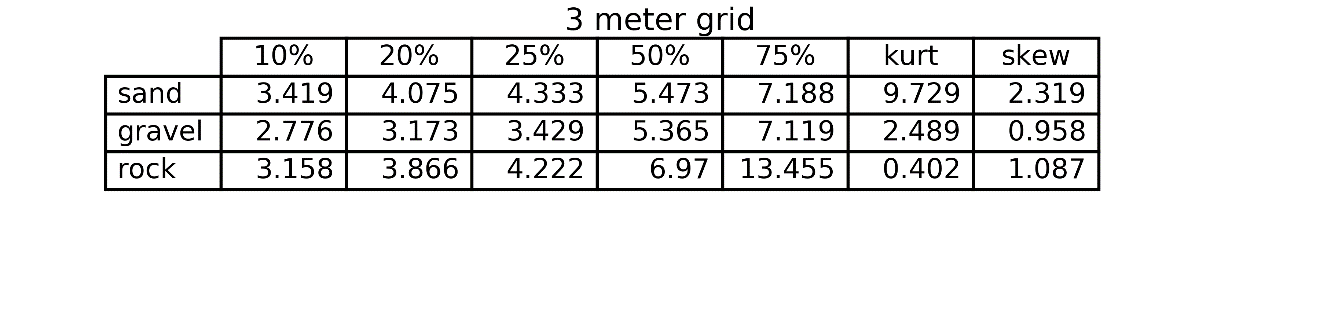 3 meter grid
10% 20% 25% 50% 75% kurt skew
sand 3.419 4.075 4.333 5.473 7.188 9.729 2.319
gravel 2.776 3.173 3.429 5.365 7.119 2.489 0.958
rock 3.158 3.866 4.222 6.97 13.455 0.402 1.087